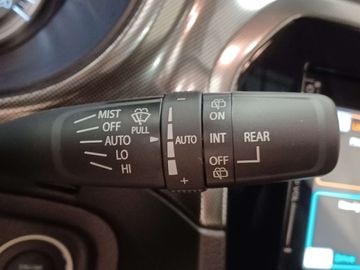 MIST
OFF
PULL
AUTO
LO
HI
−
AUTO
+
ON
INT
OFF
REAR